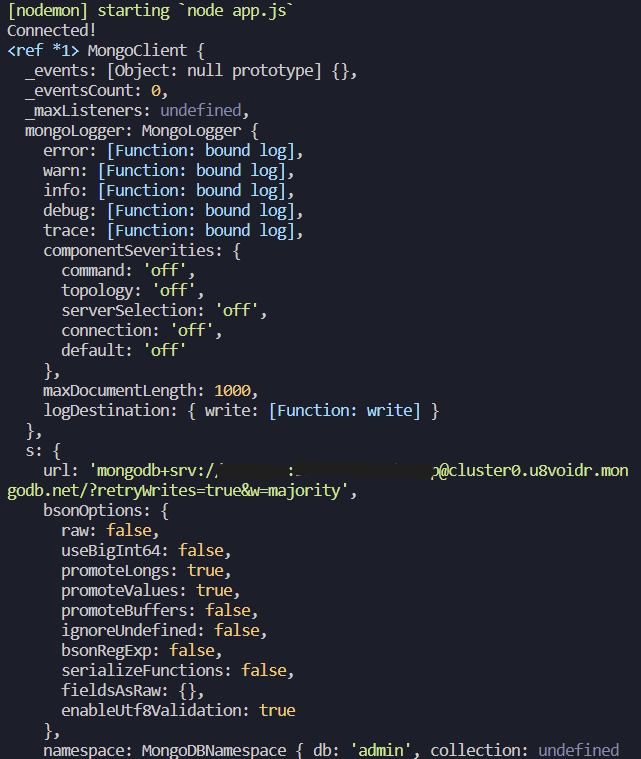 [nodemon] starting `node app.js`
Connected!
<ref *1> MongoClient {
  _events: [Object: null prototype] {},
  _eventsCount: 0,
  _maxListeners: undefined,
  mongoLogger: MongoLogger {
    error: [Function: bound log],
    warn: [Function: bound log],
    info: [Function: bound log],
    debug: [Function: bound log],
    trace: [Function: bound log],
    componentSeverities: {
      command: 'off',
      topology: 'off',
      serverSelection: 'off',
      connection: 'off',
      default: 'off'
    },
    maxDocumentLength: 1000,
    logDestination: { write: [Function: write] }
  },
  s: {
    url: 'mongodb+srv:/ : @cluster0.u8voidr.mon
godb.net/?retryWrites=true&w=majority',
    bsonOptions: {
      raw: false,
      useBigInt64: false,
      promoteLongs: true,
      promoteValues: true,
      promoteBuffers: false,
      ignoreUndefined: false,
      bsonRegExp: false,
      serializeFunctions: false,
      fieldsAsRaw: {},
      enableUtf8Validation: true
    },
    namespace: MongoDBNamespace { db: 'admin', collection: undefined